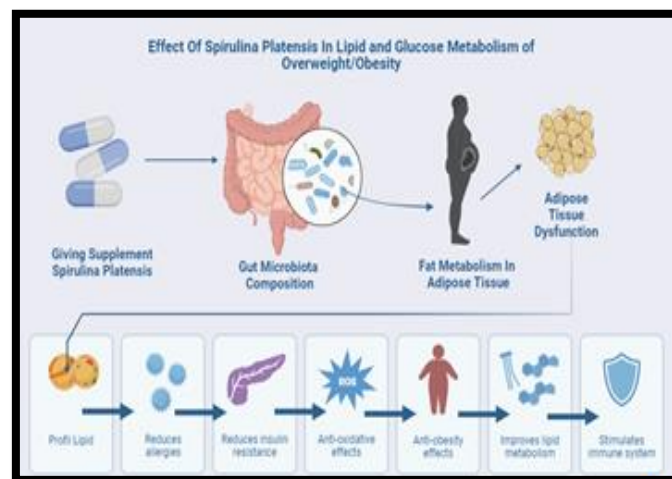 Effect Of Spirulina Platensis In Lipid and Glucose Metabolism of
Overweight/Obesity
Giving Supplement
Spirulina Platensis
Gut Microbiota
Composition
Fat Metabolism In
Adipose Tissue
Adipose
Tissue
Dysfunction
Profil Lipid
Reduces
allergies
Reduces insulin
resistance
ROS
Anti-oxidative
effects
Anti-obesity
effects
Improves lipid
metabolism
Stimulates
immune system